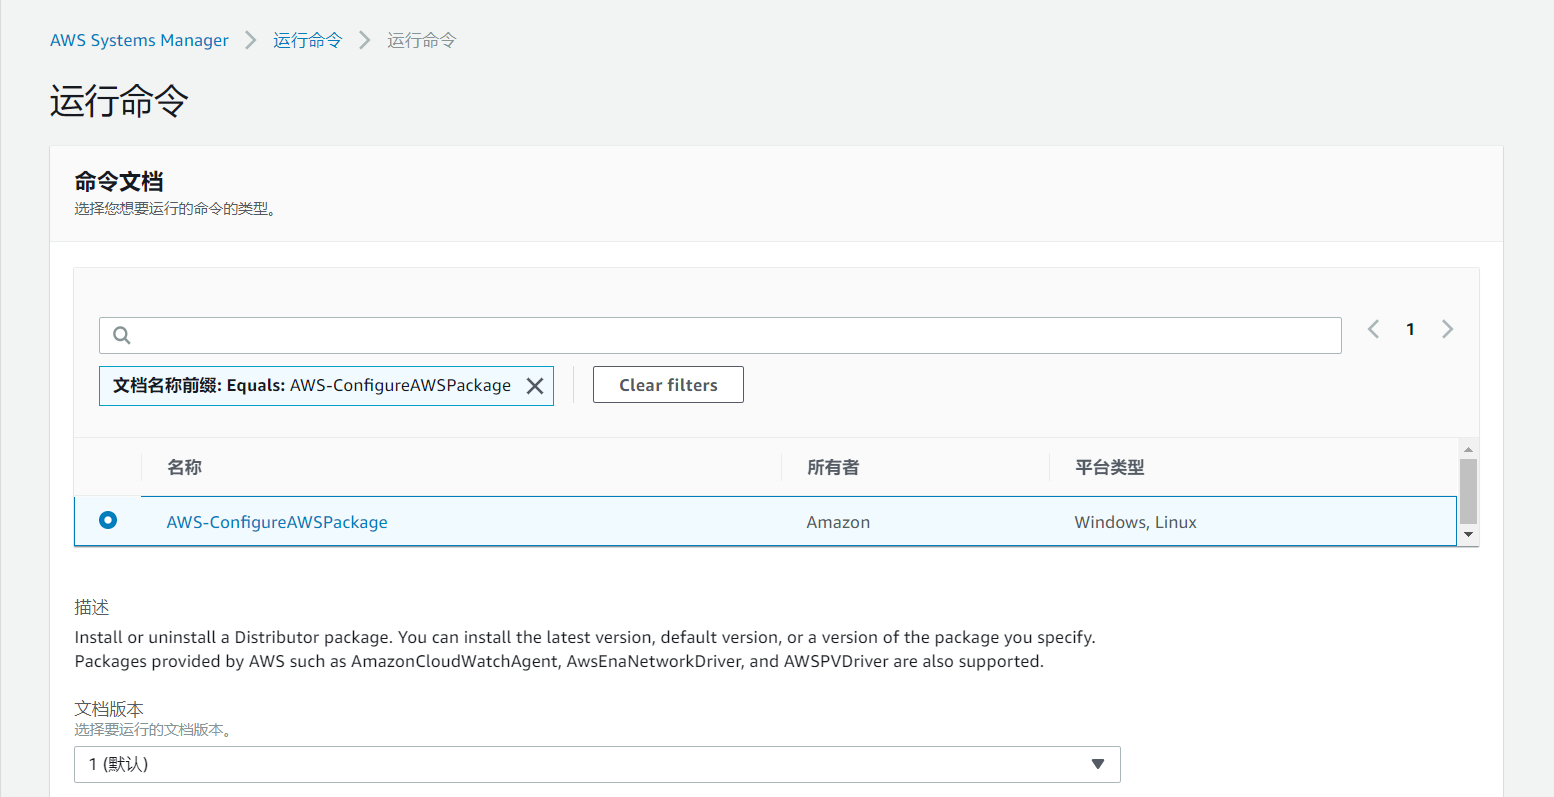 AWS Systems Manager 运行命令 运行命令
运行命令
命令文档
选择您想要运行的命令的类型。
1
文档名称前缀: Equals: AWS-ConfigureAWSPackage
Clear filters
名称 所有者 平台类型
AWS-ConfigureAWSPackage Amazon Windows, Linux
描述
Install or uninstall a Distributor package. You can install the latest version, default version, or a version of the package you specify.
Packages provided by AWS such as AmazonCloudWatchAgent, AwsEnaNetworkDriver, and AWSPVDriver are also supported.
文档版本
选择要运行的文档版本。
1 (默认)